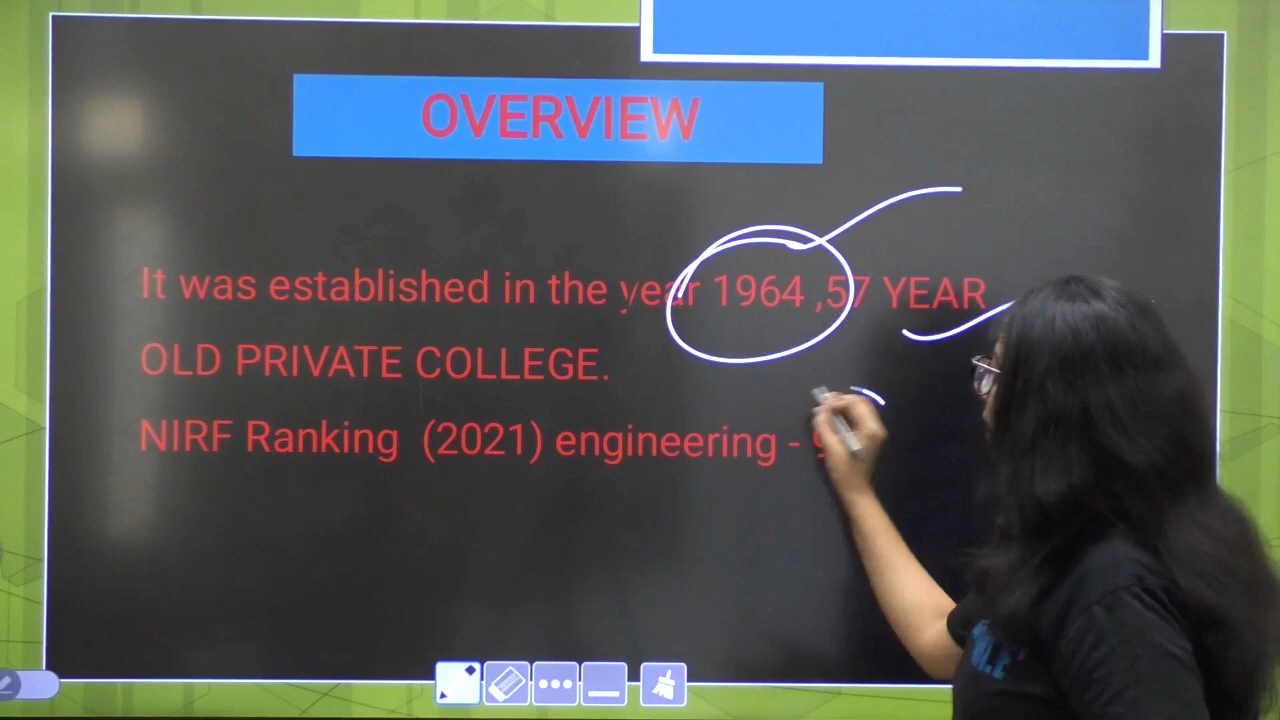 OVERVIEW
It was established in the year 1964 ,57 YEAR
OLD PRIVATE COLLEGE.
NIRF Ranking (2021) engineering -